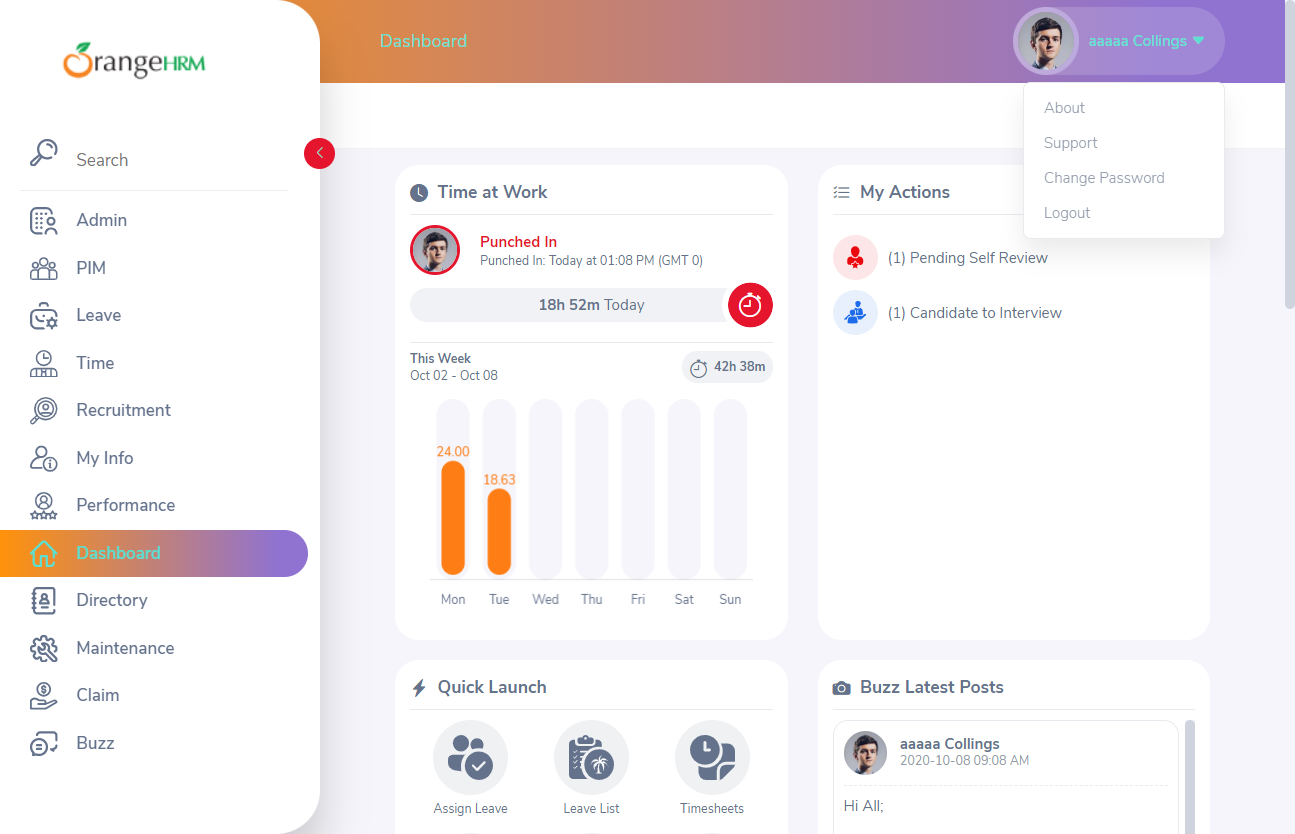 OrangeHRM
Search
Admin
PIM
Leave
Time
Recruitment
My Info
Performance
Dashboard
Directory
Maintenance
Claim
Buzz
Dashboard
aaaaa Collings
About
Support
Change Password
Logout
Time at Work
Punched In
Punched In: Today at 01:08 PM (GMT 0)
18h 52m Today
This Week
Oct 02 - Oct 08
42h 38m
24.00
18.63
Mon Tue Wed Thu Fri Sat Sun
My Actions
(1) Pending Self Review
(1) Candidate to Interview
Quick Launch
Assign Leave
Leave List
Timesheets
Buzz Latest Posts
aaaaa Collings
2020-10-08 09:08 AM
Hi All;